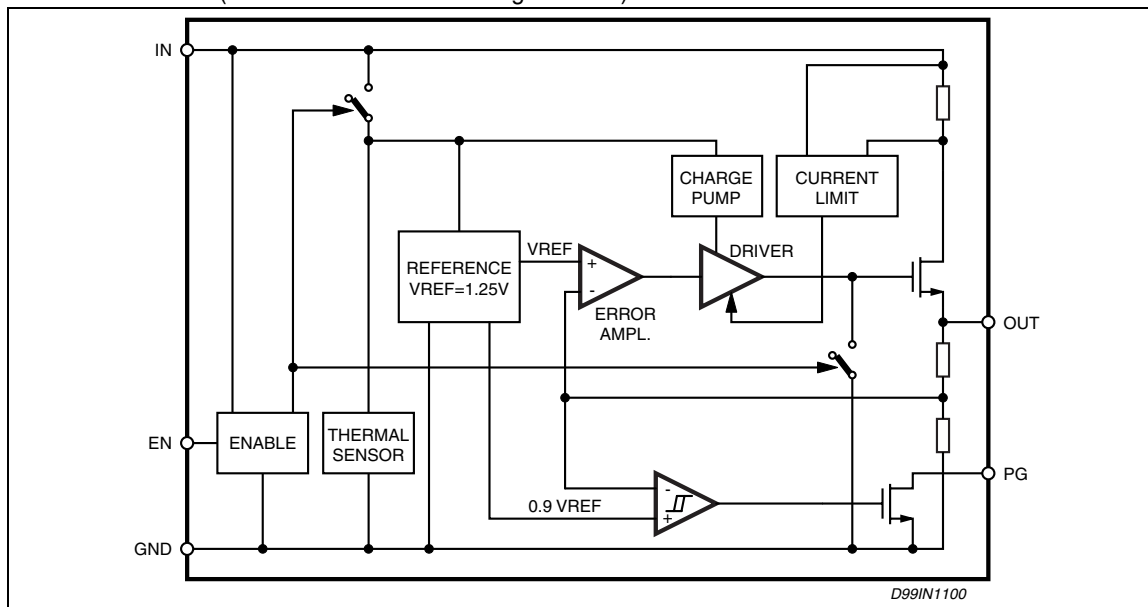 IN
CHARGE
PUMP
CURRENT
LIMIT
DRIVER
VREF
REFERENCE
VREF=1.25V
+
-
ERROR
AMPL.
OUT
EN
ENABLE
THERMAL
SENSOR
-
+
0.9 VREF
PG
GND
D99IN1100